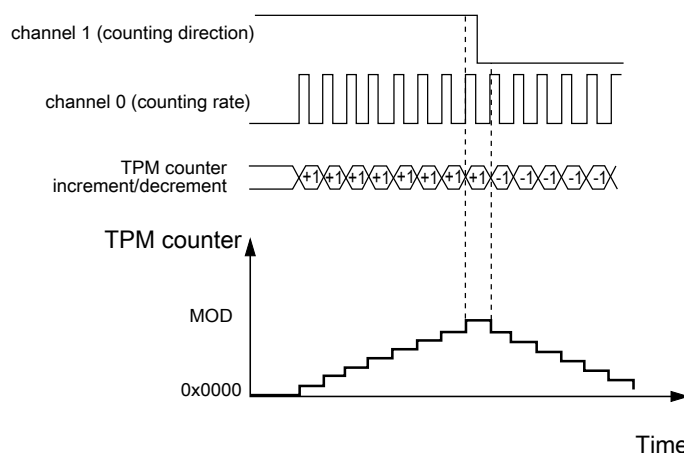 channel 1 (counting direction)
channel 0 (counting rate)
TPM counter
increment/decrement
+1 +1 +1 +1 +1 +1 +1 +1 -1 -1 -1 -1 -1
TPM counter
MOD
0x0000
Time